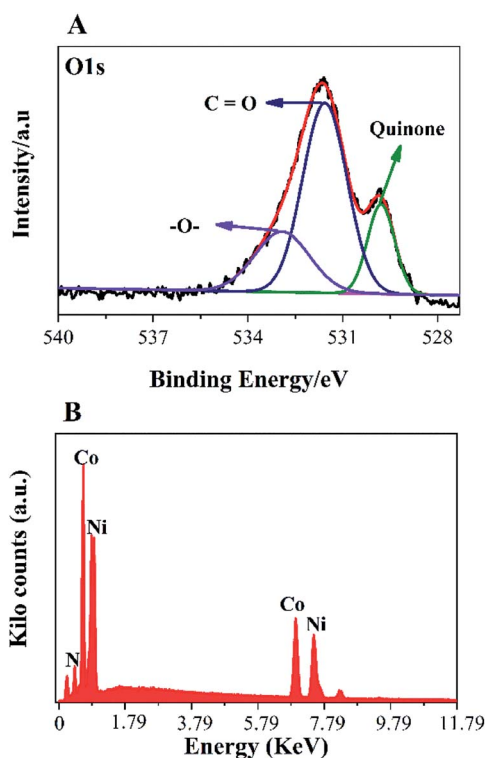 A
O1s
C = O
Quinone
-O-
Intensity/a.u
540 537 534 531 528
Binding Energy/eV
B
Co
Ni
N
Co
Ni
Kilo counts (a.u.)
0 1.79 3.79 5.79 7.79 9.79 11.79
Energy (KeV)